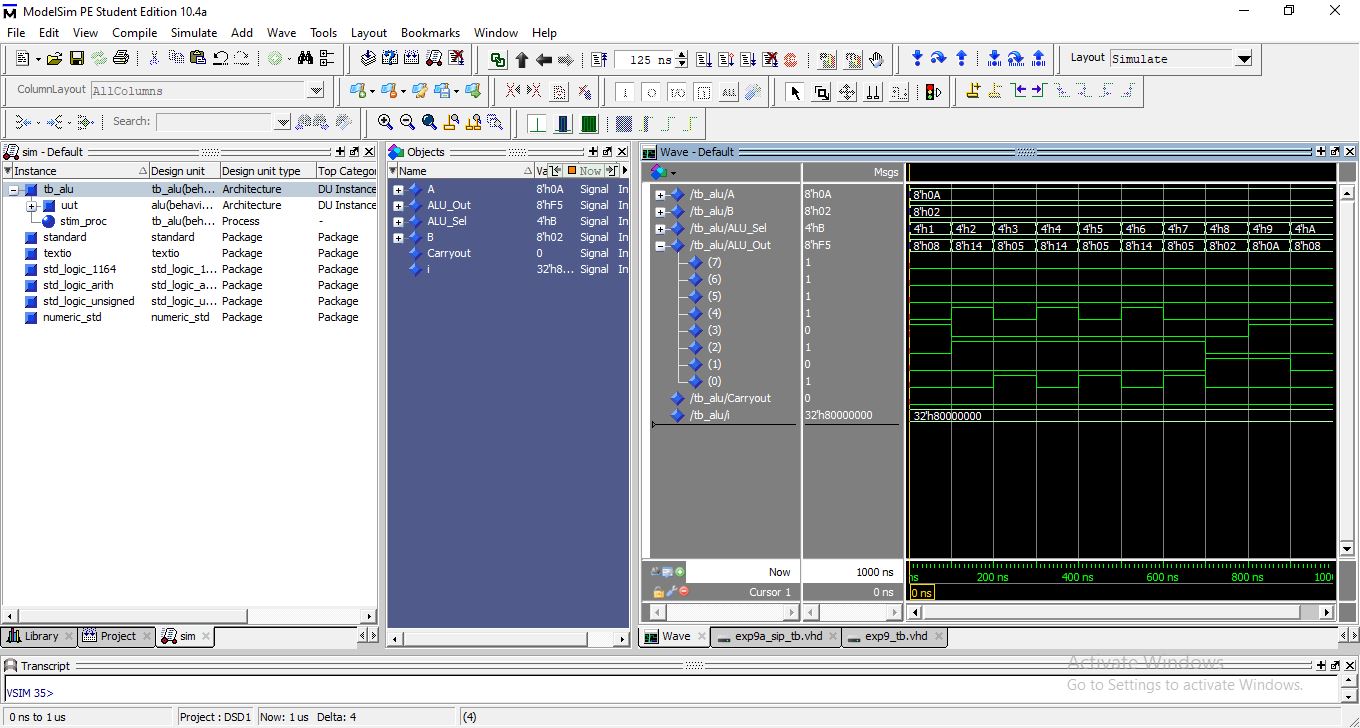 ModelSim PE Student Edition 10.4a
File Edit View Compile Simulate Add Wave Tools Layout Bookmarks Window Help
125 ns
Layout Simulate
ColumnLayout AllColumns
Search:
sim - Default
Instance Design unit Design unit type Top Categor
tb_alu tb_alu(beh... Architecture DU Instance
uut alu(behavi... Architecture DU Instance
stim_proc tb_alu(beh... Process -
standard standard Package Package
textio textio Package Package
std_logic_1164 std_logic_1... Package Package
std_logic_arith std_logic_a... Package Package
std_logic_unsigned std_logic_u... Package Package
numeric_std numeric_std Package Package
Library Project sim
Objects
Name Va Now
A 8'h0A Signal In
ALU_Out 8'hF5 Signal In
ALU_Sel 4'hB Signal In
B 8'h02 Signal In
Carryout 0 Signal In
i 32'h8... Signal In
Wave - Default
Msgs
/tb_alu/A 8'h0A 8'h0A
/tb_alu/B 8'h02 8'h02
/tb_alu/ALU_Sel 4'hB 4'h1 4'h2 4'h3 4'h4 4'h5 4'h6 4'h7 4'h8 4'h9 4'hA
/tb_alu/ALU_Out 8'hF5 8'h08 8'h14 8'h05 8'h14 8'h05 8'h14 8'h05 8'h02 8'h0A 8'h08
(7) 1
(6) 1
(5) 1
(4) 1
(3) 0
(2) 1
(1) 0
(0) 1
/tb_alu/Carryout 0
/tb_alu/i 32'h80000000 32'h80000000
Now 1000 ns ns 200 ns 400 ns 600 ns 800 ns 100
Cursor 1 0 ns 0 ns
Wave exp9a_sip_tb.vhd exp9_tb.vhd
Transcript
VSIM 35>
Activate Windows
Go to Settings to activate Windows.
0 ns to 1 us Project : DSD1 Now: 1 us Delta: 4 (4)